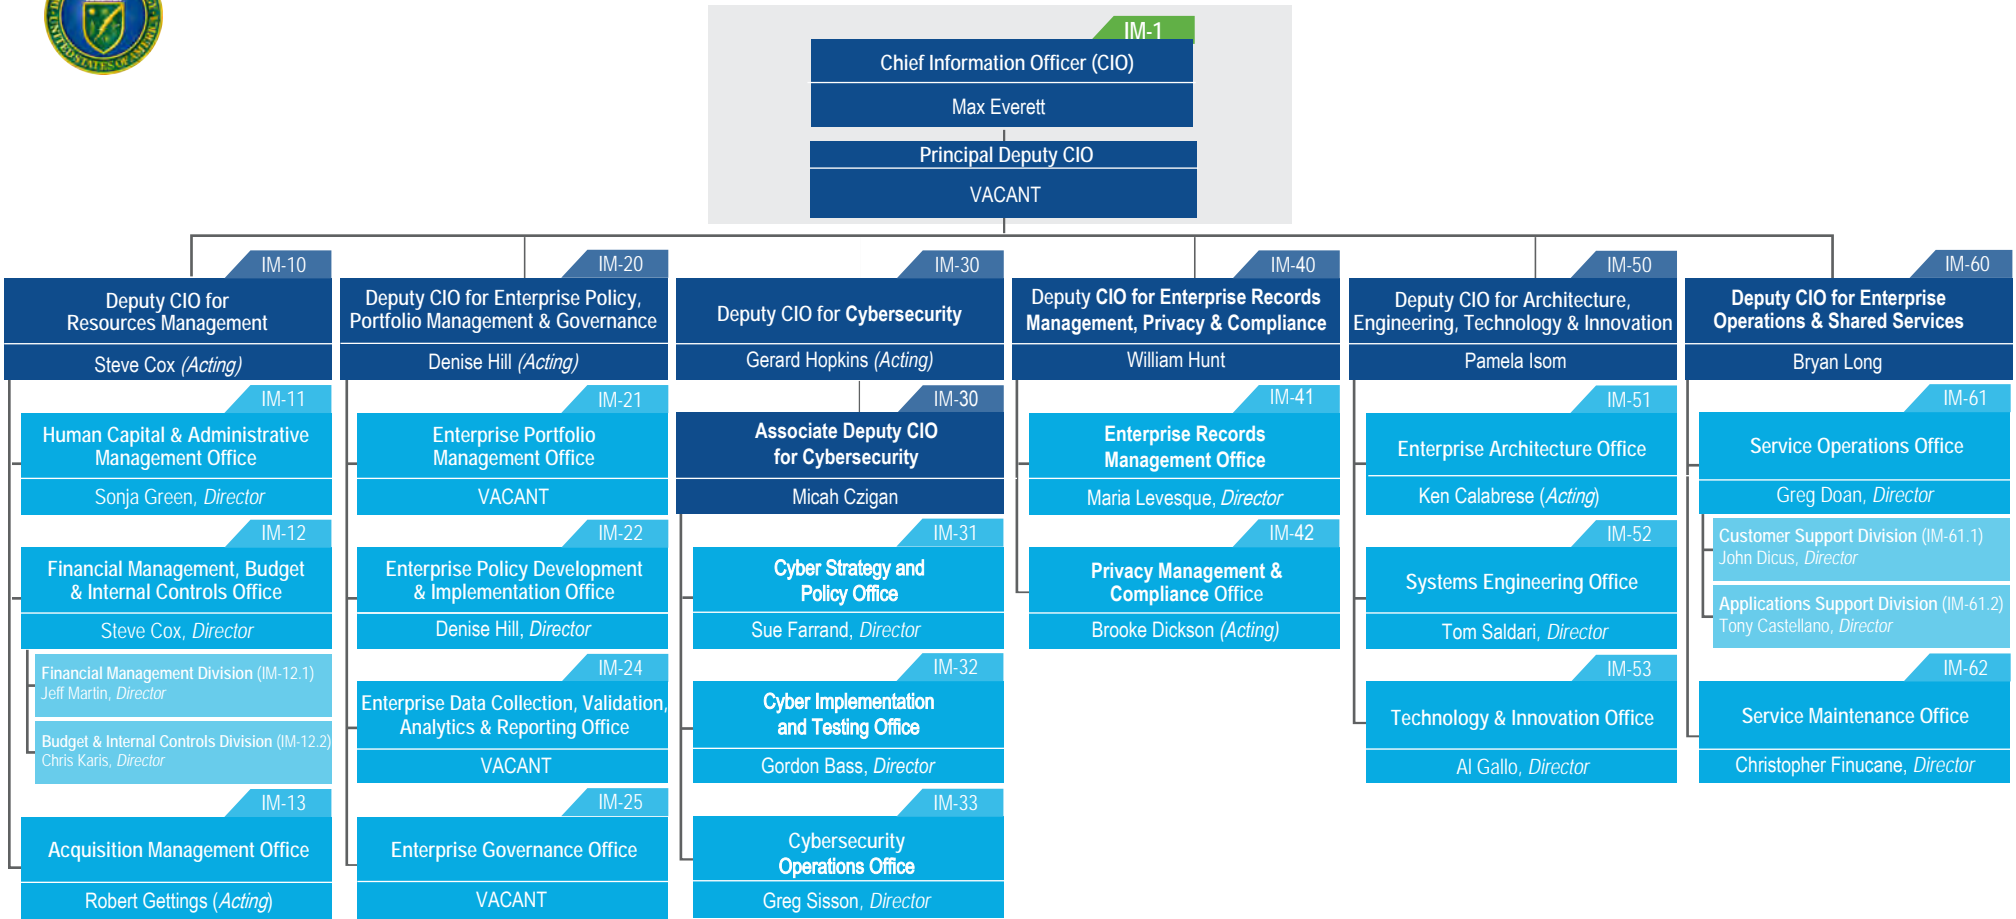 UNITED STATES OF AMERICA
IM-1
Chief Information Officer (CIO)
Max Everett
Principal Deputy CIO
VACANT
IM-10
Deputy CIO for
Resources Management
Steve Cox (Acting)
IM-11
Human Capital & Administrative
Management Office
Sonja Green, Director
IM-12
Financial Management, Budget
& Internal Controls Office
Steve Cox, Director
Financial Management Division (IM-12.1)
Jeff Martin, Director
Budget & Internal Controls Division (IM-12.2)
Chris Karis, Director
IM-13
Acquisition Management Office
Robert Gettings (Acting)
IM-20
Deputy CIO for Enterprise Policy,
Portfolio Management & Governance
Denise Hill (Acting)
IM-21
Enterprise Portfolio
Management Office
VACANT
IM-22
Enterprise Policy Development
& Implementation Office
Denise Hill, Director
IM-24
Enterprise Data Collection, Validation,
Analytics & Reporting Office
VACANT
IM-25
Enterprise Governance Office
VACANT
IM-30
Deputy CIO for Cybersecurity
Gerard Hopkins (Acting)
IM-30
Associate Deputy CIO
for Cybersecurity
Micah Czigan
IM-31
Cyber Strategy and
Policy Office
Sue Farrand, Director
IM-32
Cyber Implementation
and Testing Office
Gordon Bass, Director
IM-33
Cybersecurity
Operations Office
Greg Sisson, Director
IM-40
Deputy CIO for Enterprise Records
Management, Privacy & Compliance
William Hunt
IM-41
Enterprise Records
Management Office
Maria Levesque, Director
IM-42
Privacy Management &
Compliance Office
Brooke Dickson (Acting)
IM-50
Deputy CIO for Architecture,
Engineering, Technology & Innovation
Pamela Isom
IM-51
Enterprise Architecture Office
Ken Calabrese (Acting)
IM-52
Systems Engineering Office
Tom Saldari, Director
IM-53
Technology & Innovation Office
Al Gallo, Director
IM-60
Deputy CIO for Enterprise
Operations & Shared Services
Bryan Long
IM-61
Service Operations Office
Greg Doan, Director
Customer Support Division (IM-61.1)
John Dicus, Director
Applications Support Division (IM-61.2)
Tony Castellano, Director
IM-62
Service Maintenance Office
Christopher Finucane, Director